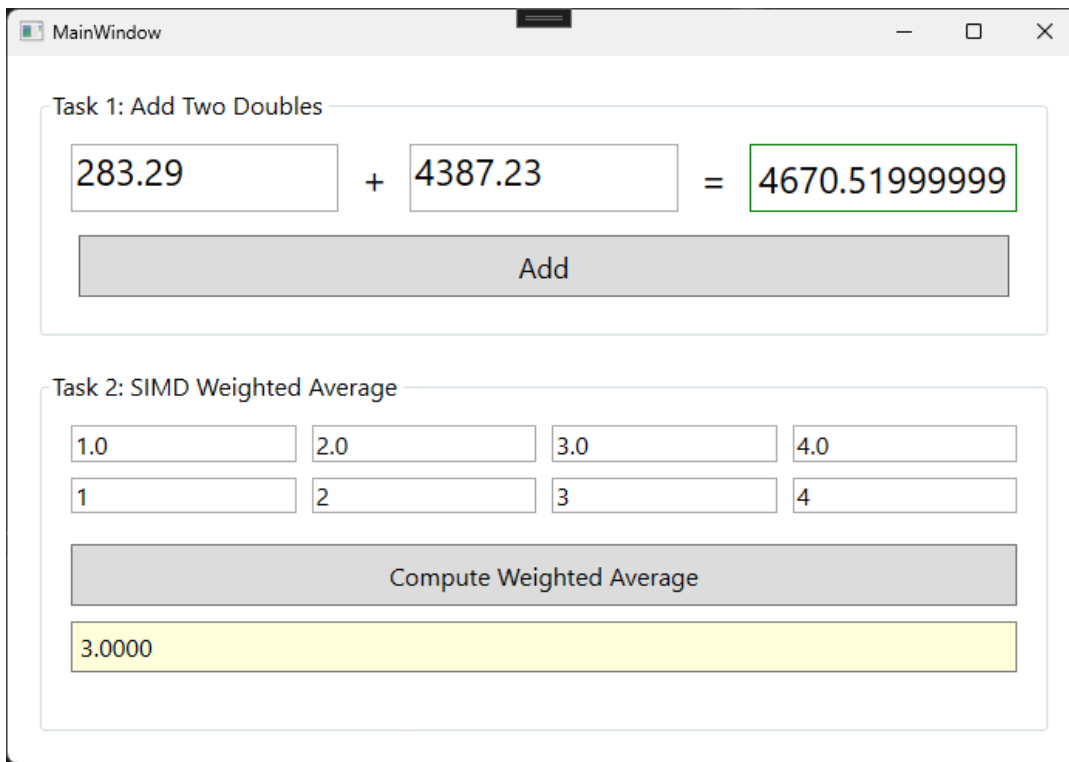 MainWindow
Task 1: Add Two Doubles
283.29 + 4387.23 = 4670.51999999
Add
Task 2: SIMD Weighted Average
1.0 2.0 3.0 4.0
1 2 3 4
Compute Weighted Average
3.0000